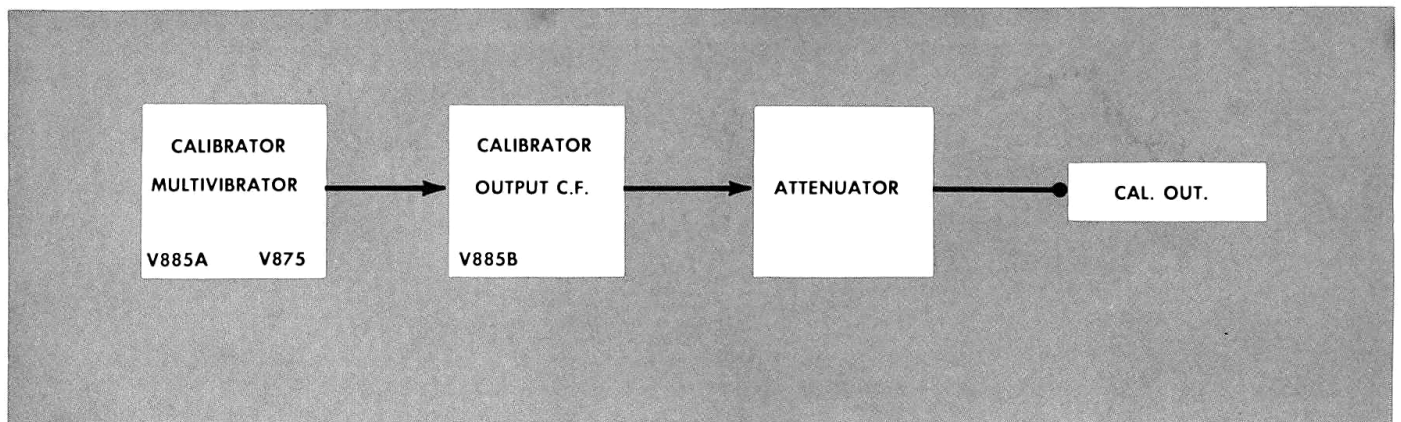 CALIBRATOR
MULTIVIBRATOR
V885A V875
CALIBRATOR
OUTPUT C.F.
V885B
ATTENUATOR
CAL. OUT.